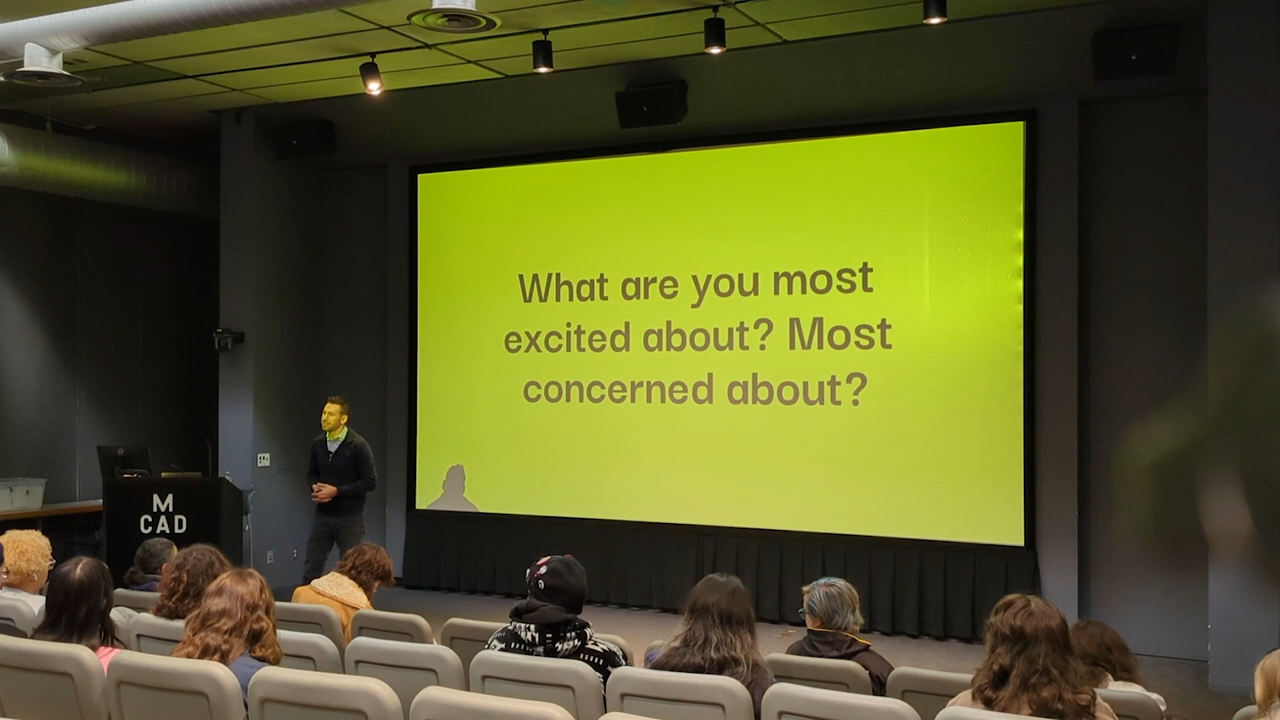 What are you most
excited about? Most
concerned about?
M
CAD